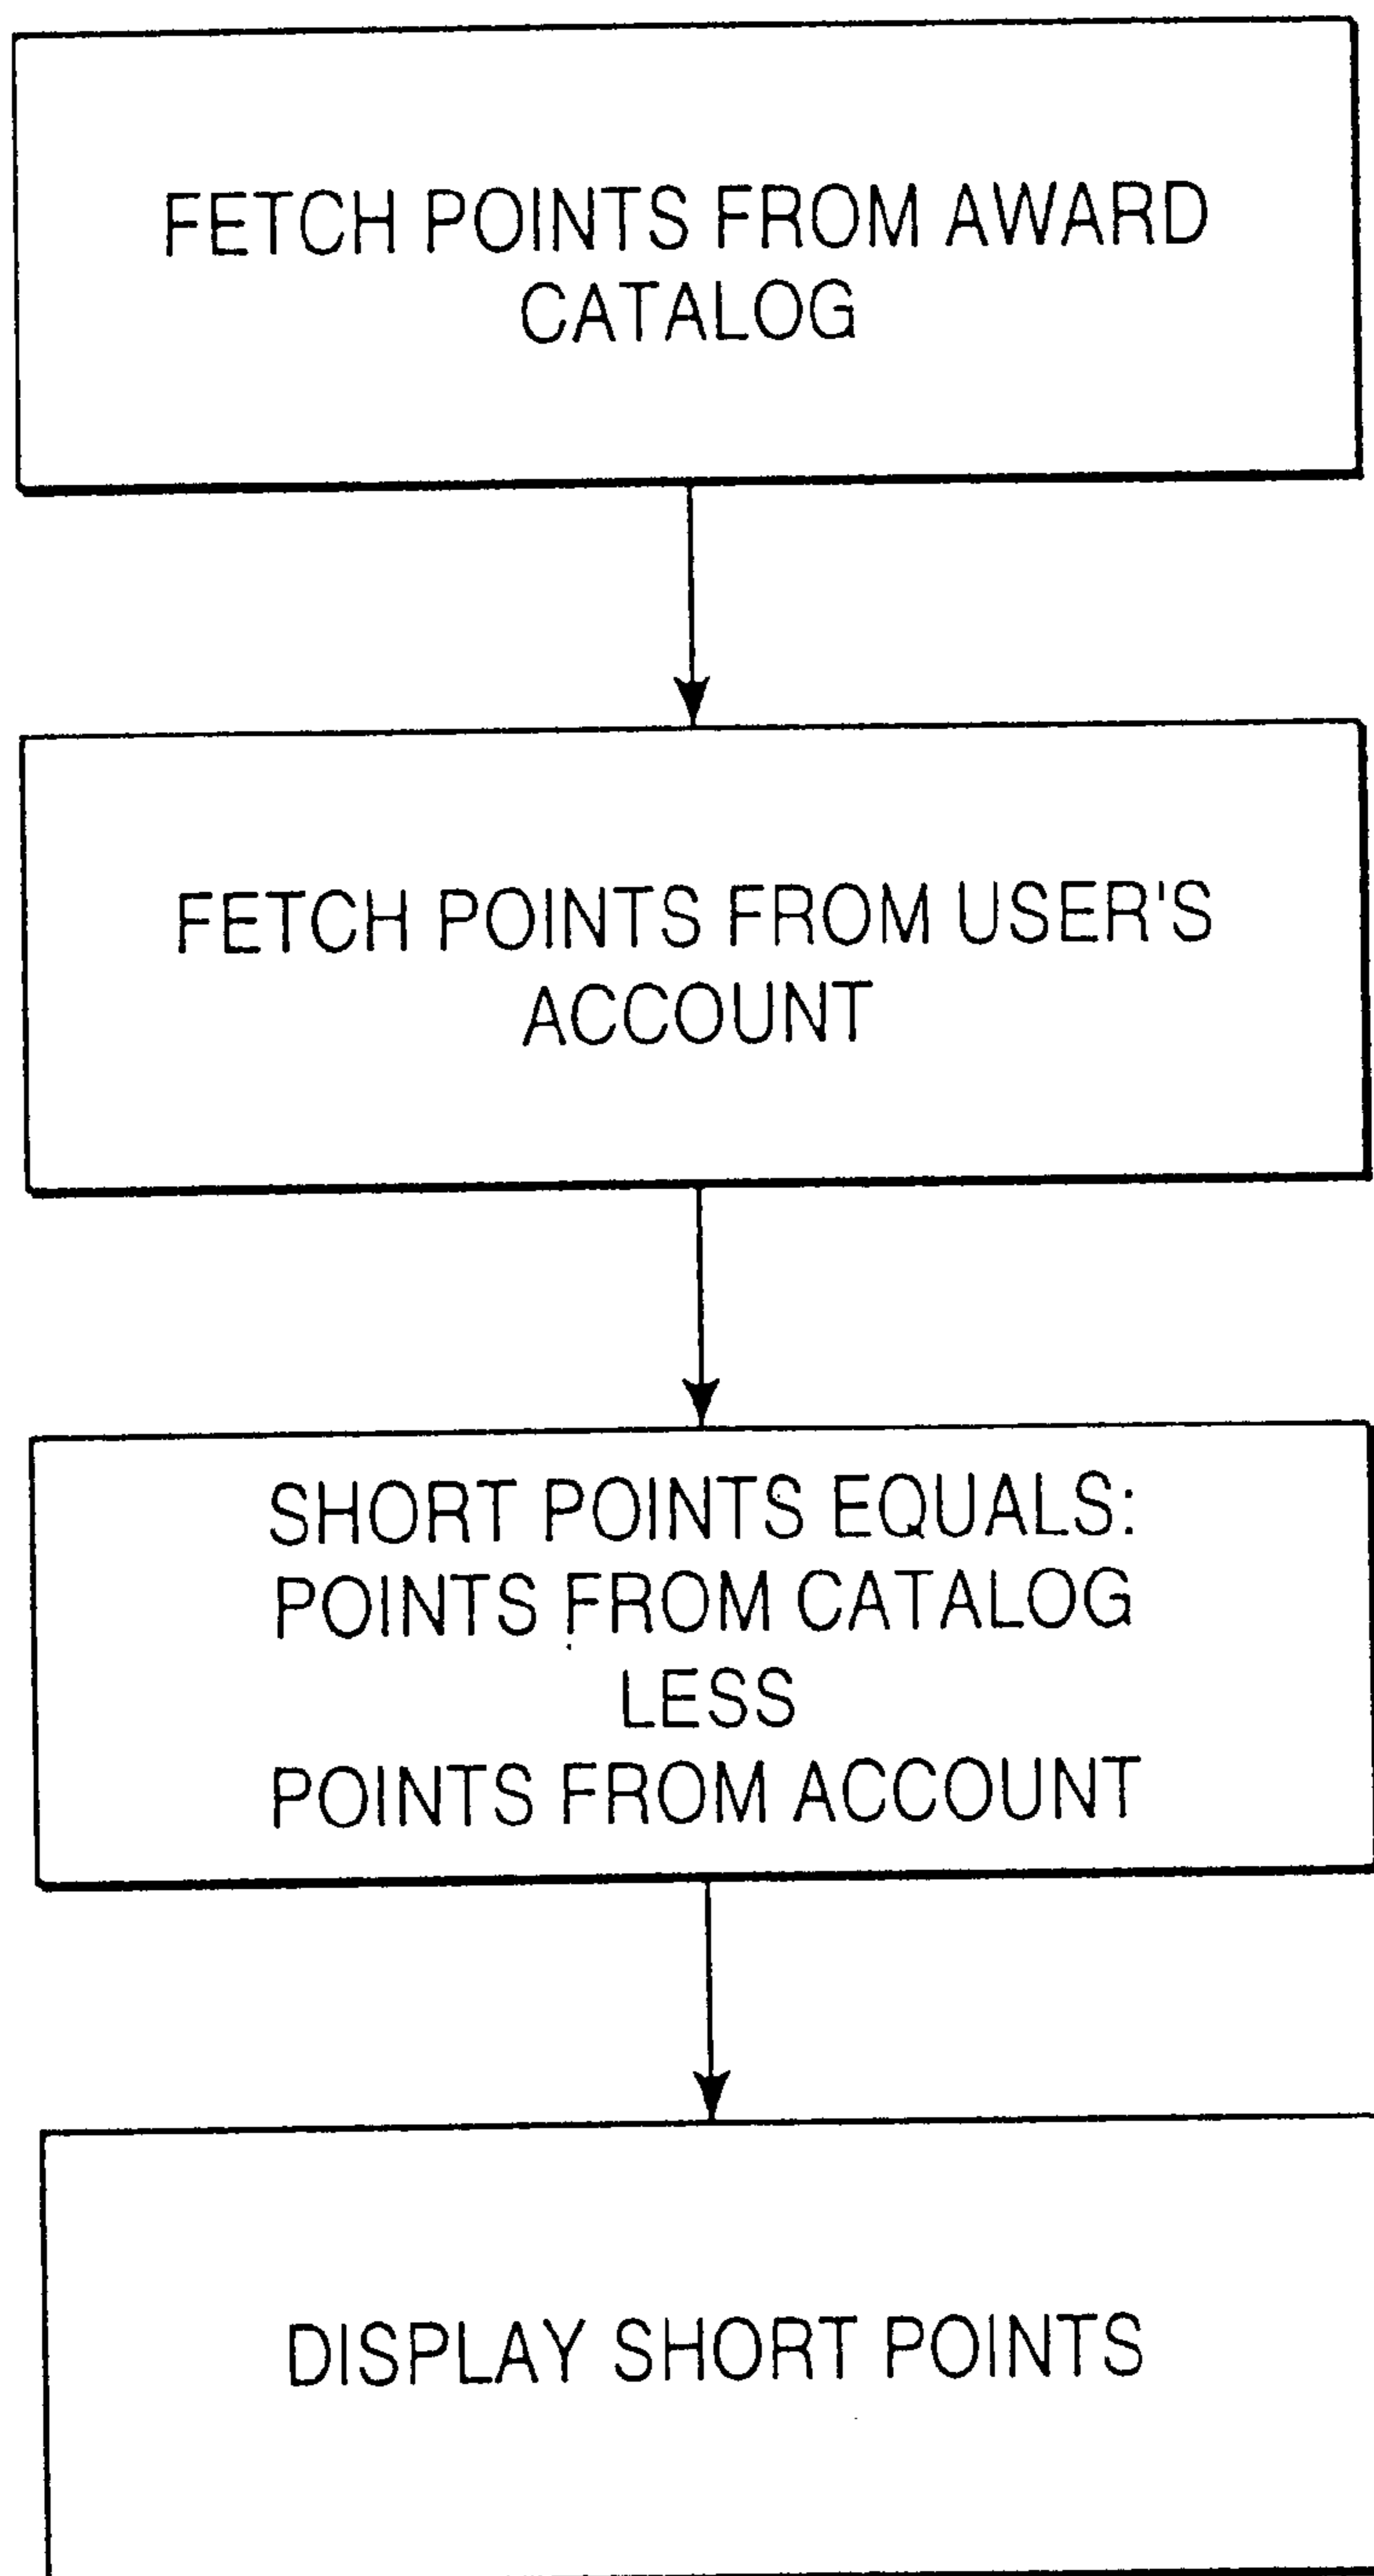 FETCH POINTS FROM AWARD
CATALOG
FETCH POINTS FROM USER'S
ACCOUNT
SHORT POINTS EQUALS:
POINTS FROM CATALOG
LESS
POINTS FROM ACCOUNT
DISPLAY SHORT POINTS